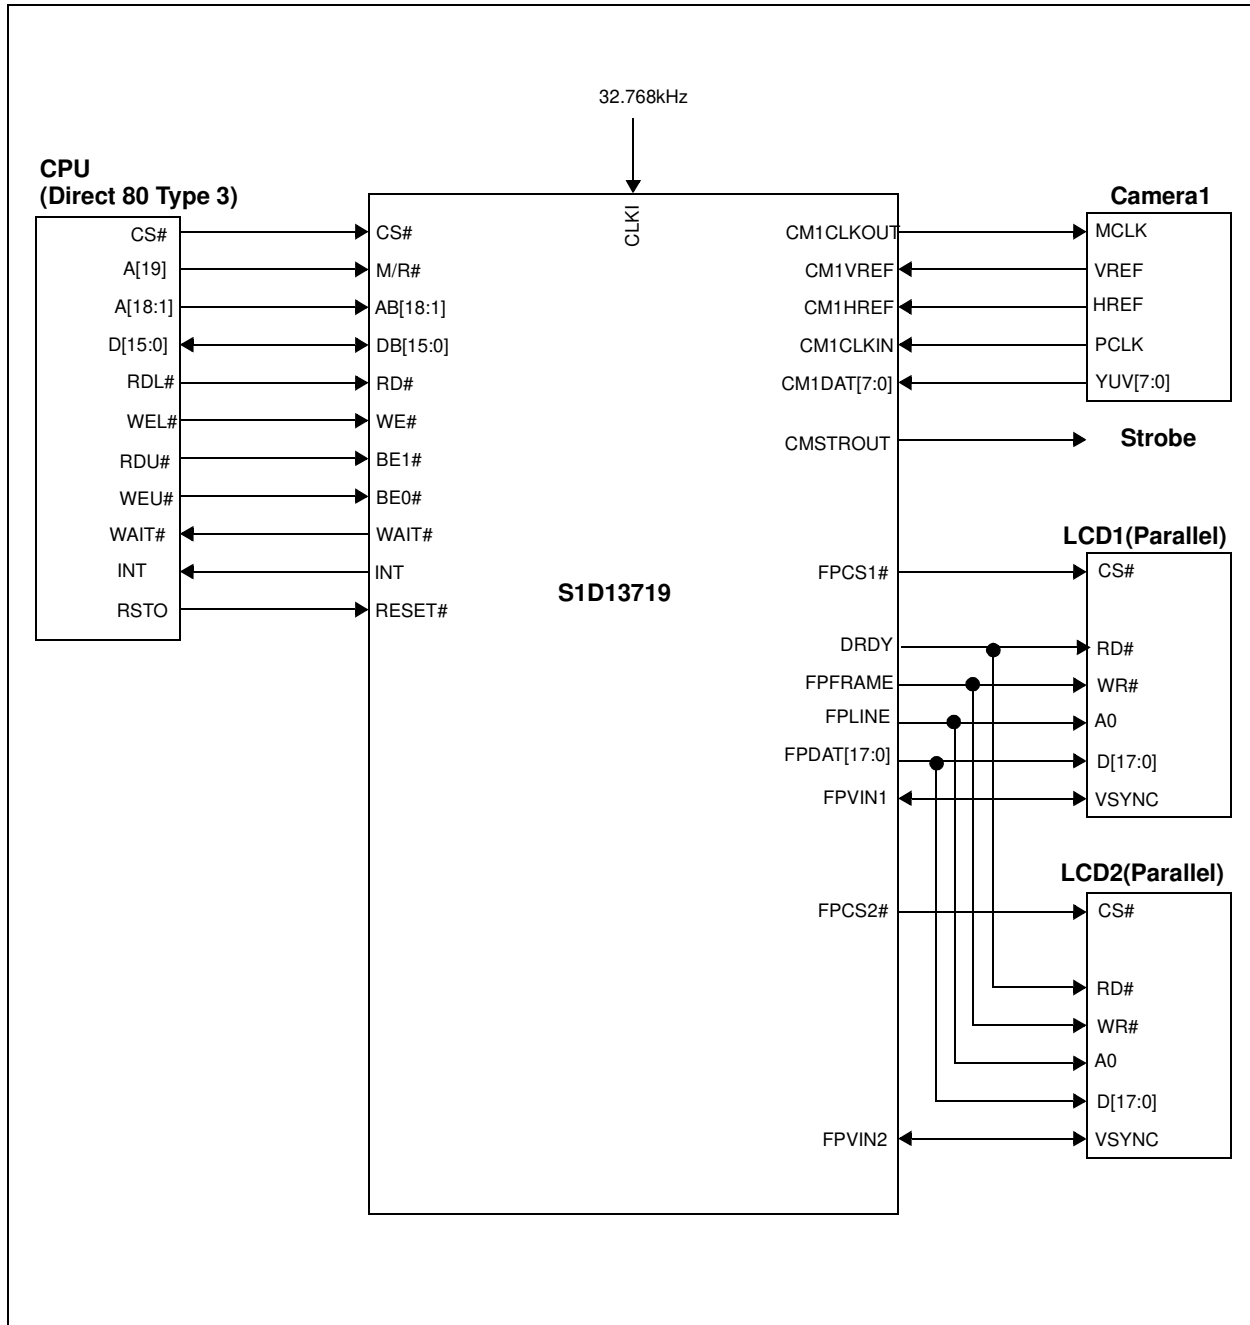 32.768kHz
CPU
(Direct 80 Type 3)
CS#
A[19]
A[18:1]
D[15:0]
RDL#
WEL#
RDU#
WEU#
WAIT#
INT
RSTO
CLKI
CS#
M/R#
AB[18:1]
DB[15:0]
RD#
WE#
BE1#
BE0#
WAIT#
INT
RESET#
S1D13719
CM1CLKOUT
CM1VREF
CM1HREF
CM1CLKIN
CM1DAT[7:0]
CMSTROUT
FPCS1#
DRDY
FPFRAME
FPLINE
FPDAT[17:0]
FPVIN1
FPCS2#
FPVIN2
Camera1
MCLK
VREF
HREF
PCLK
YUV[7:0]
Strobe
LCD1(Parallel)
CS#
RD#
WR#
A0
D[17:0]
VSYNC
LCD2(Parallel)
CS#
RD#
WR#
A0
D[17:0]
VSYNC